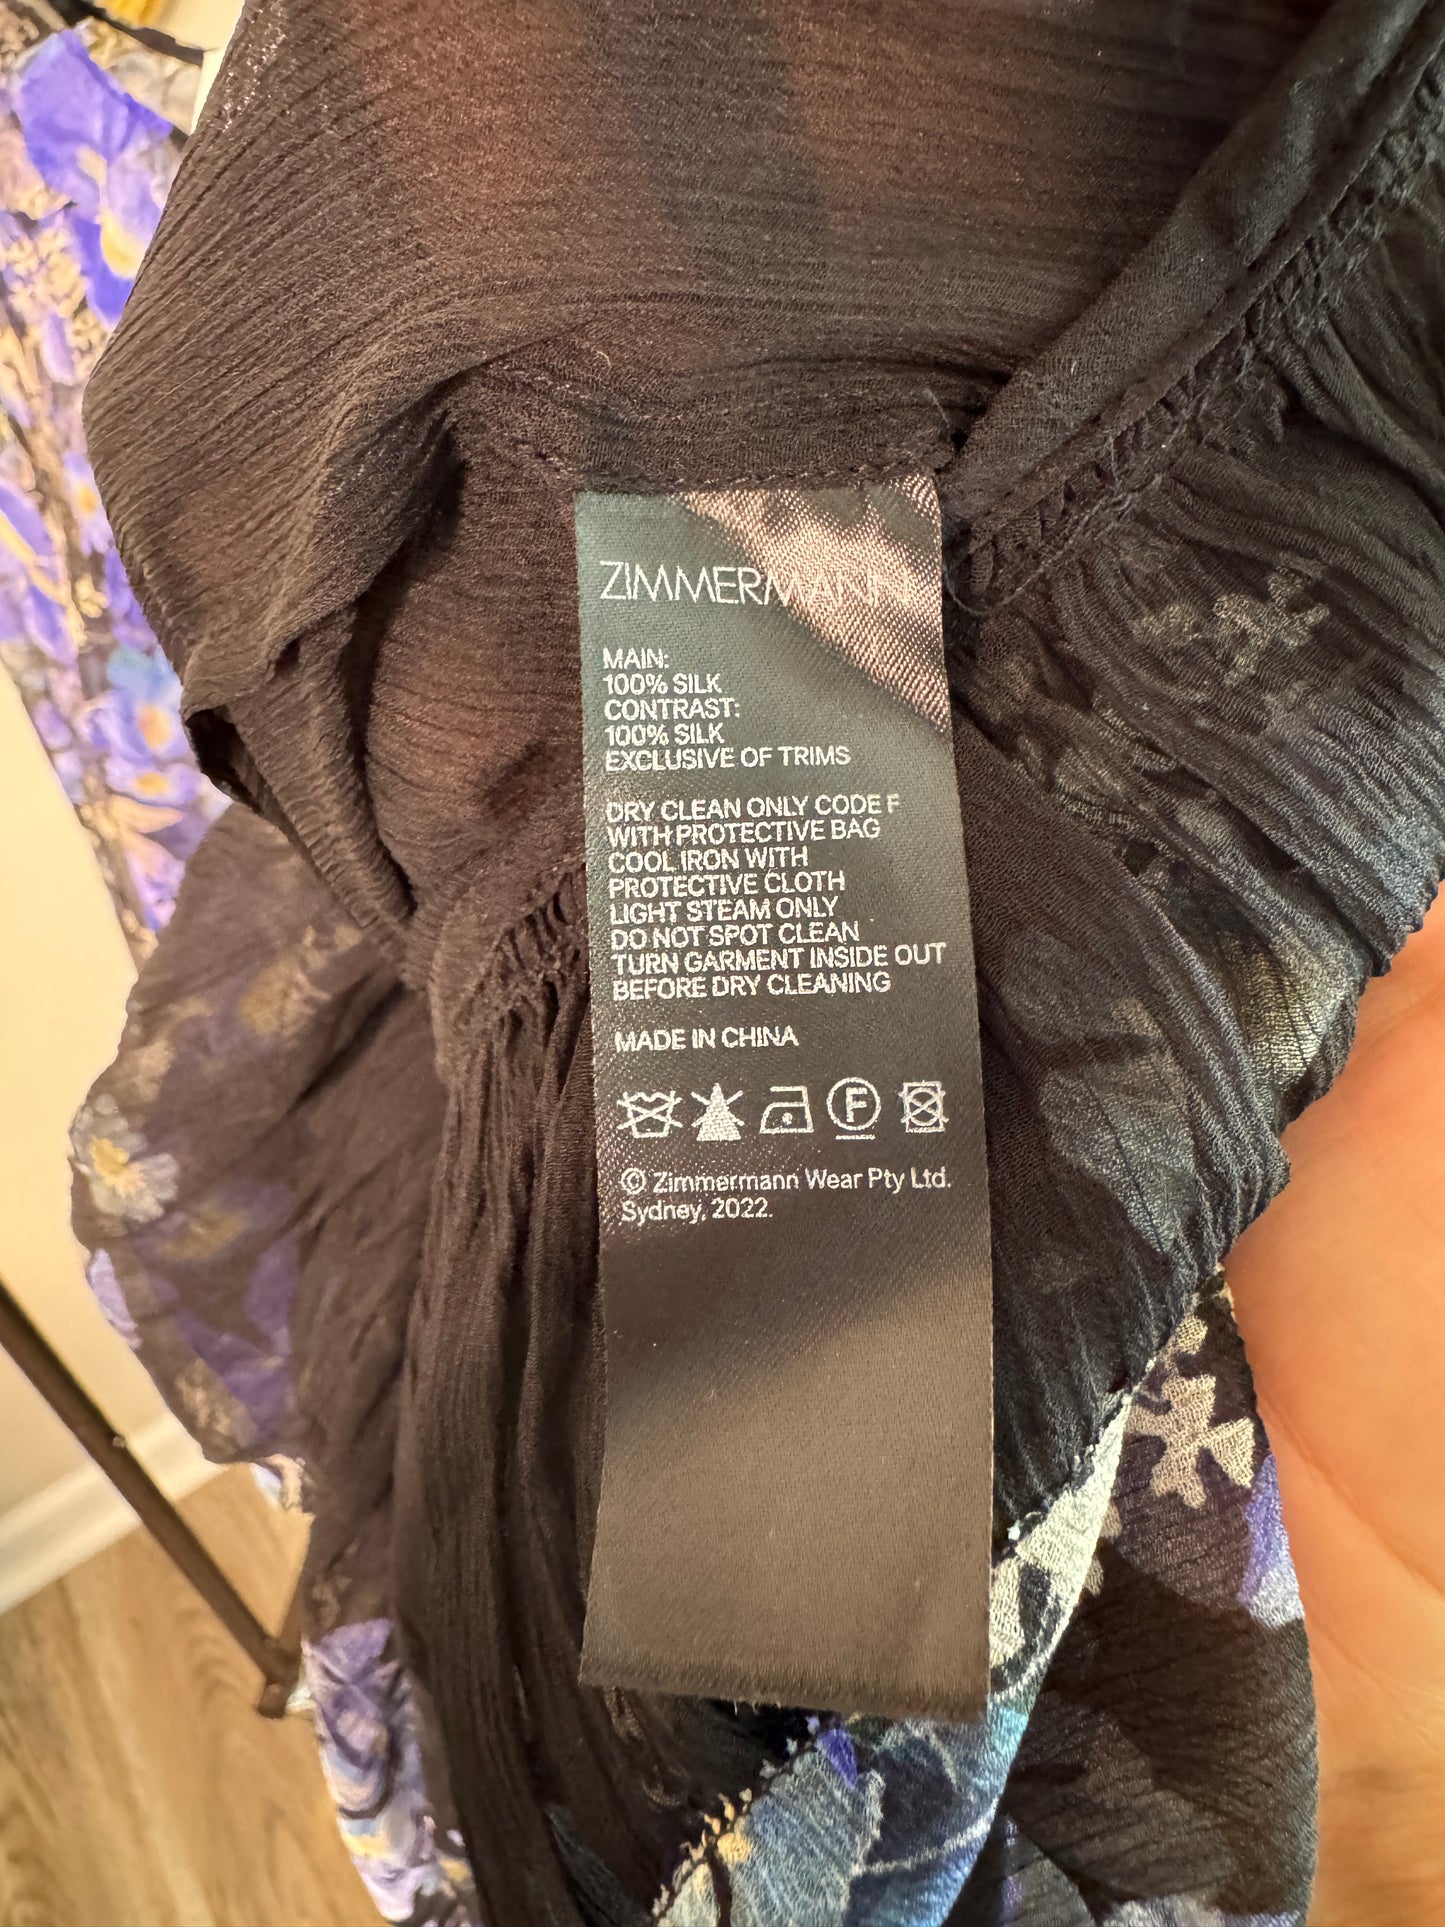 ZIMMERMANN
MAIN:
100% SILK
CONTRAST:
100% SILK
EXCLUSIVE OF TRIMS
DRY CLEAN ONLY CODE F
WITH PROTECTIVE BAG
COOL IRON WITH
PROTECTIVE CLOTH
LIGHT STEAM ONLY
DO NOT SPOT CLEAN
TURN GARMENT INSIDE OUT
BEFORE DRY CLEANING
MADE IN CHINA
F
© Zimmermann Wear Pty Ltd.
Sydney, 2022.